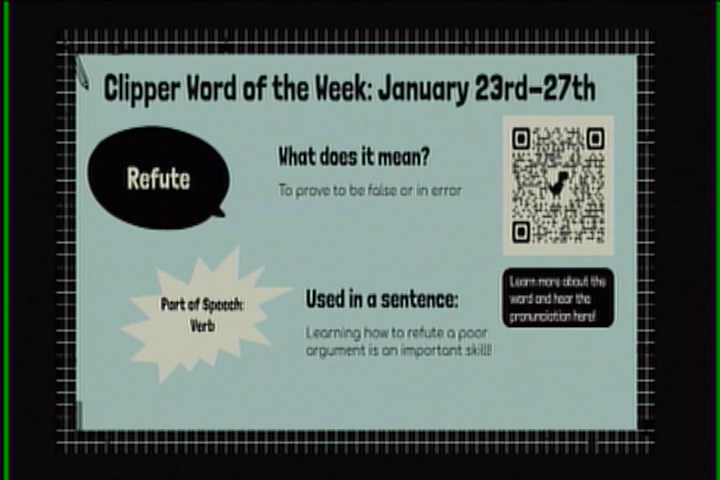 Clipper Word of the Week: January 23rd-27th
Refute
What does it mean?
To prove to be false or in error
Part of Speech:
Verb
Used in a sentence:
Learning how to refute a poor
argument is an important skill!
Learn more about the
word and hear the
pronunciation here!